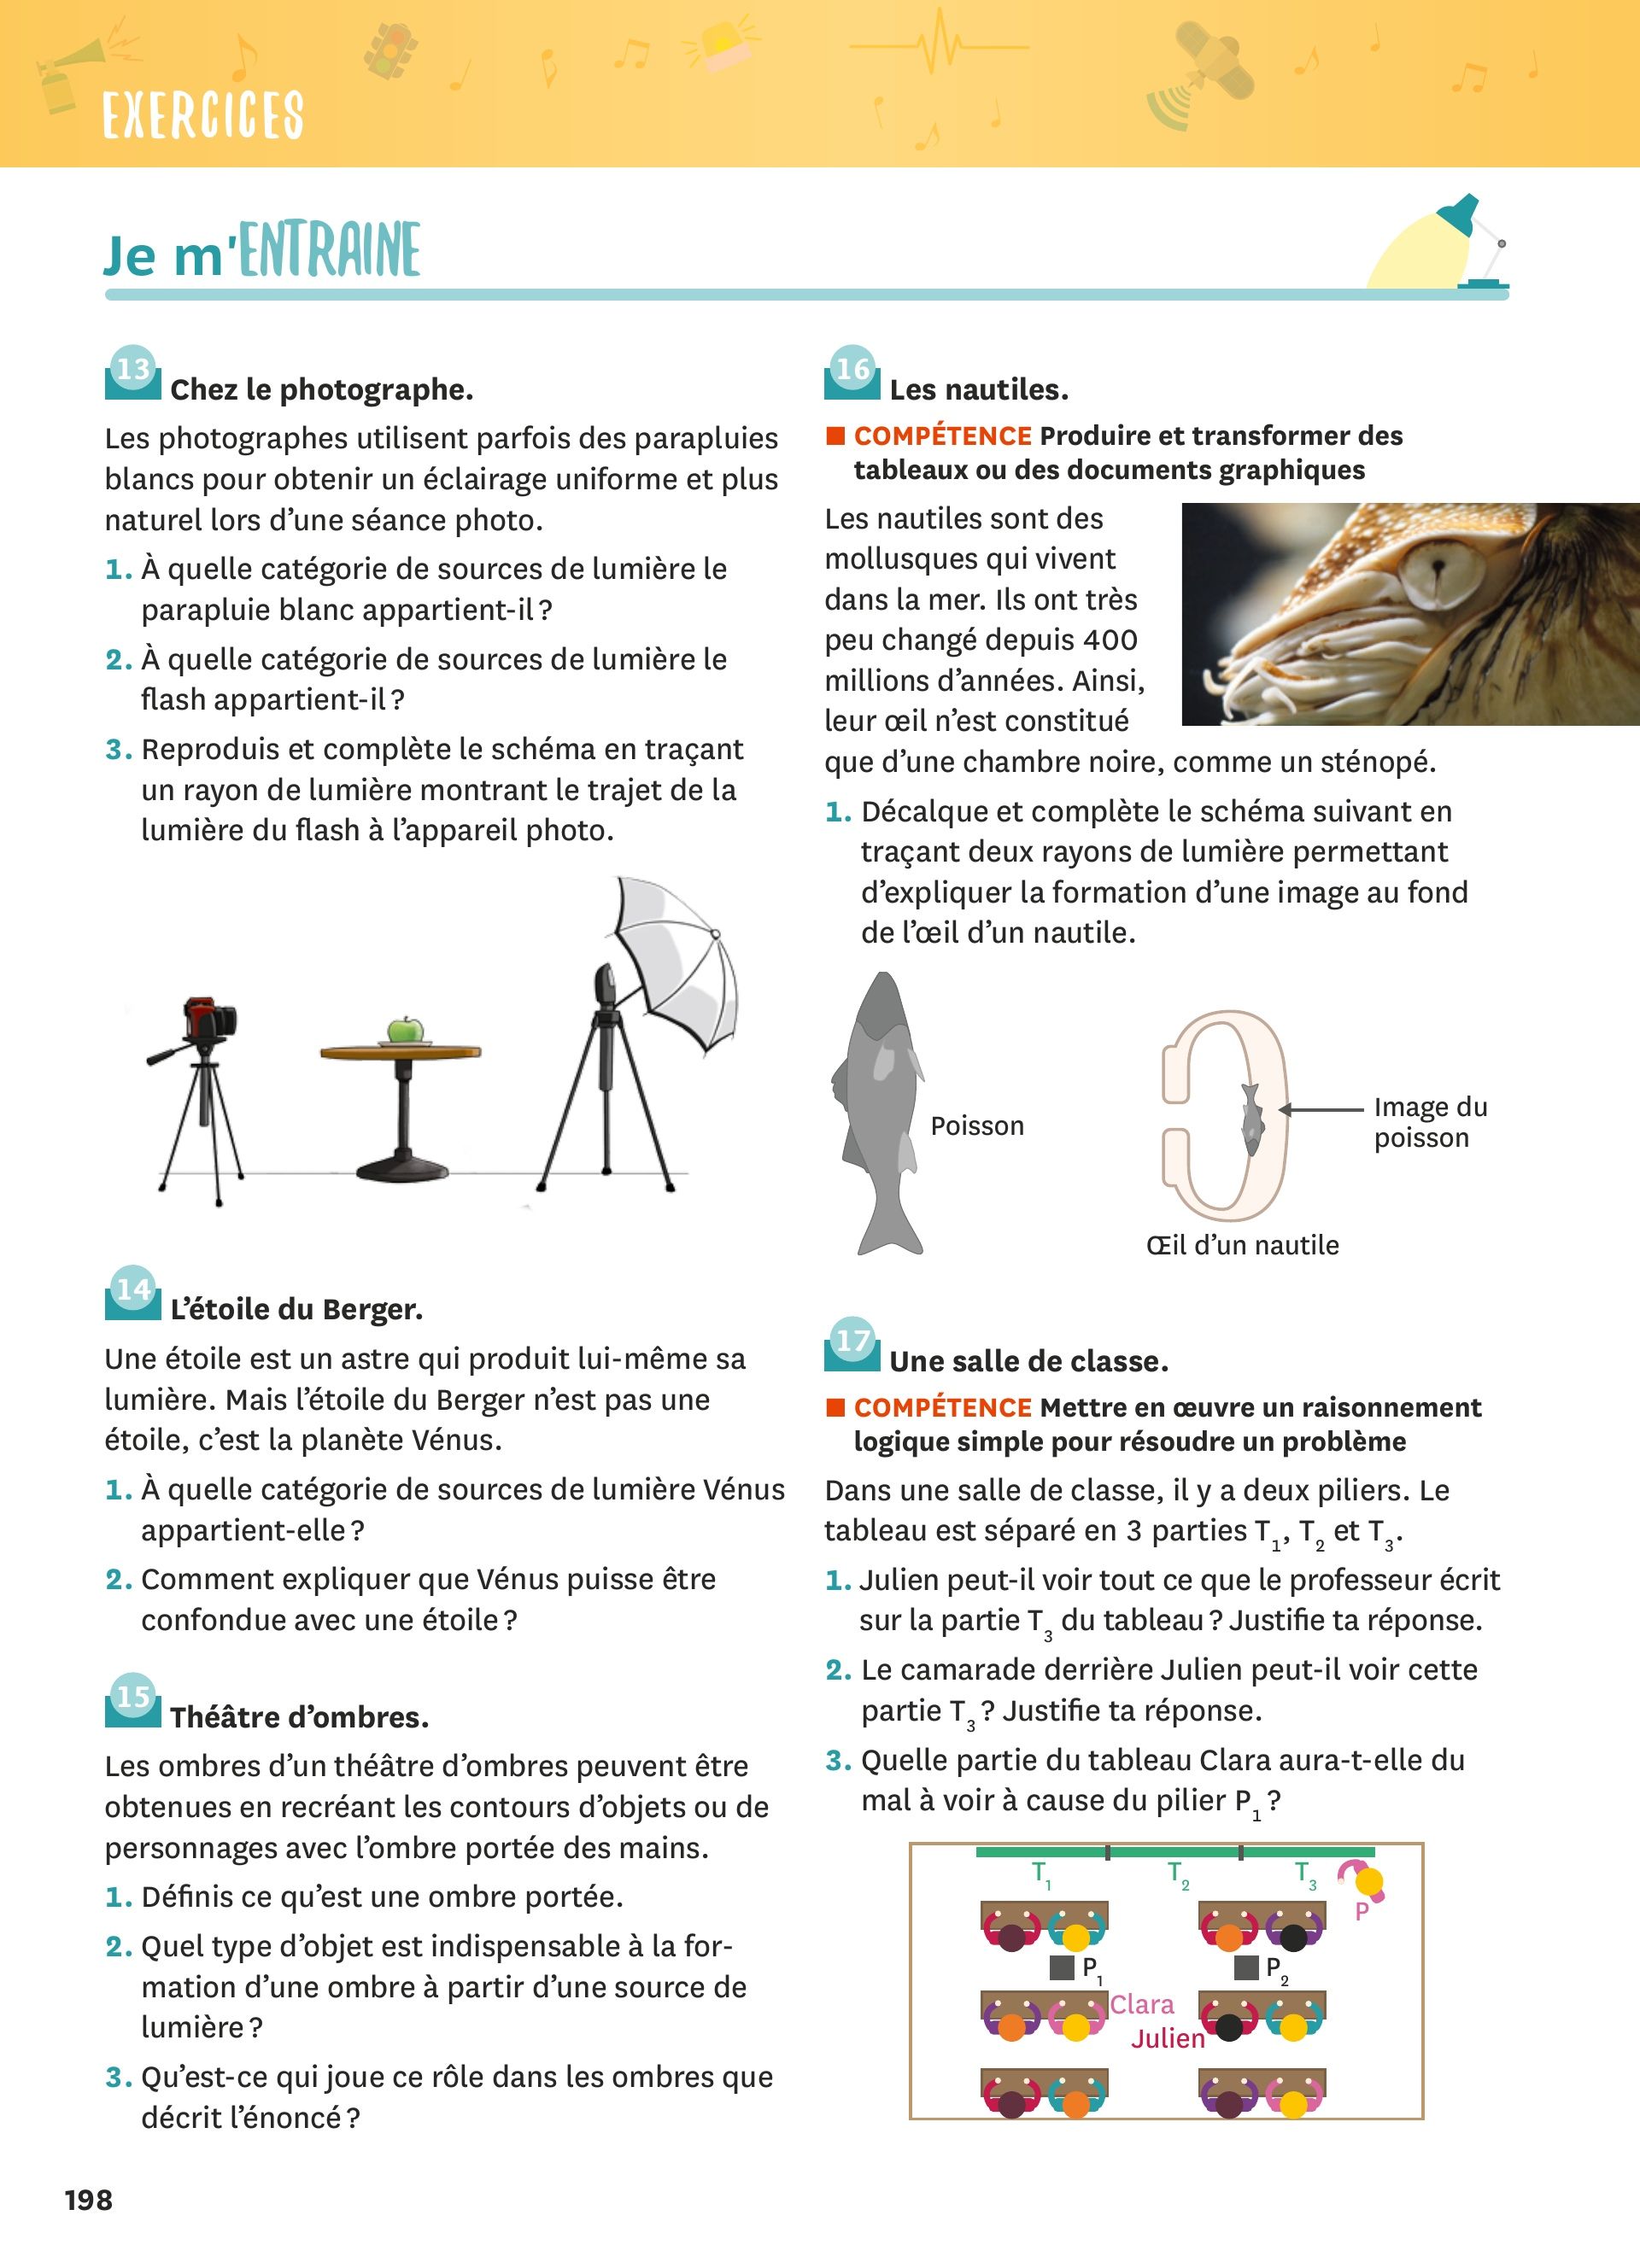 EXERCICES
Je m'ENTRAINE
13 Chez le photographe.
Les photographes utilisent parfois des parapluies
blancs pour obtenir un éclairage uniforme et plus
naturel lors d’une séance photo.
1. À quelle catégorie de sources de lumière le
parapluie blanc appartient-il ?
2. À quelle catégorie de sources de lumière le
flash appartient-il ?
3. Reproduis et complète le schéma en traçant
un rayon de lumière montrant le trajet de la
lumière du flash à l’appareil photo.
14 L’étoile du Berger.
Une étoile est un astre qui produit lui-même sa
lumière. Mais l’étoile du Berger n’est pas une
étoile, c’est la planète Vénus.
1. À quelle catégorie de sources de lumière Vénus
appartient-elle ?
2. Comment expliquer que Vénus puisse être
confondue avec une étoile ?
15 Théâtre d’ombres.
Les ombres d’un théâtre d’ombres peuvent être
obtenues en recréant les contours d’objets ou de
personnages avec l’ombre portée des mains.
1. Définis ce qu’est une ombre portée.
2. Quel type d’objet est indispensable à la for-
mation d’une ombre à partir d’une source de
lumière ?
3. Qu’est-ce qui joue ce rôle dans les ombres que
décrit l’énoncé ?
16 Les nautiles.
■ COMPÉTENCE Produire et transformer des
tableaux ou des documents graphiques
Les nautiles sont des
mollusques qui vivent
dans la mer. Ils ont très
peu changé depuis 400
millions d’années. Ainsi,
leur œil n’est constitué
que d’une chambre noire, comme un sténopé.
1. Décalque et complète le schéma suivant en
traçant deux rayons de lumière permettant
d’expliquer la formation d’une image au fond
de l’œil d’un nautile.
Poisson
Image du
poisson
Œil d’un nautile
17 Une salle de classe.
■ COMPÉTENCE Mettre en œuvre un raisonnement
logique simple pour résoudre un problème
Dans une salle de classe, il y a deux piliers. Le
tableau est séparé en 3 parties T₁, T₂ et T₃.
1. Julien peut-il voir tout ce que le professeur écrit
sur la partie T₃ du tableau ? Justifie ta réponse.
2. Le camarade derrière Julien peut-il voir cette
partie T₃ ? Justifie ta réponse.
3. Quelle partie du tableau Clara aura-t-elle du
mal à voir à cause du pilier P₁ ?
T₁ T₂ T₃
P
P₁ P₂
Clara
Julien
198